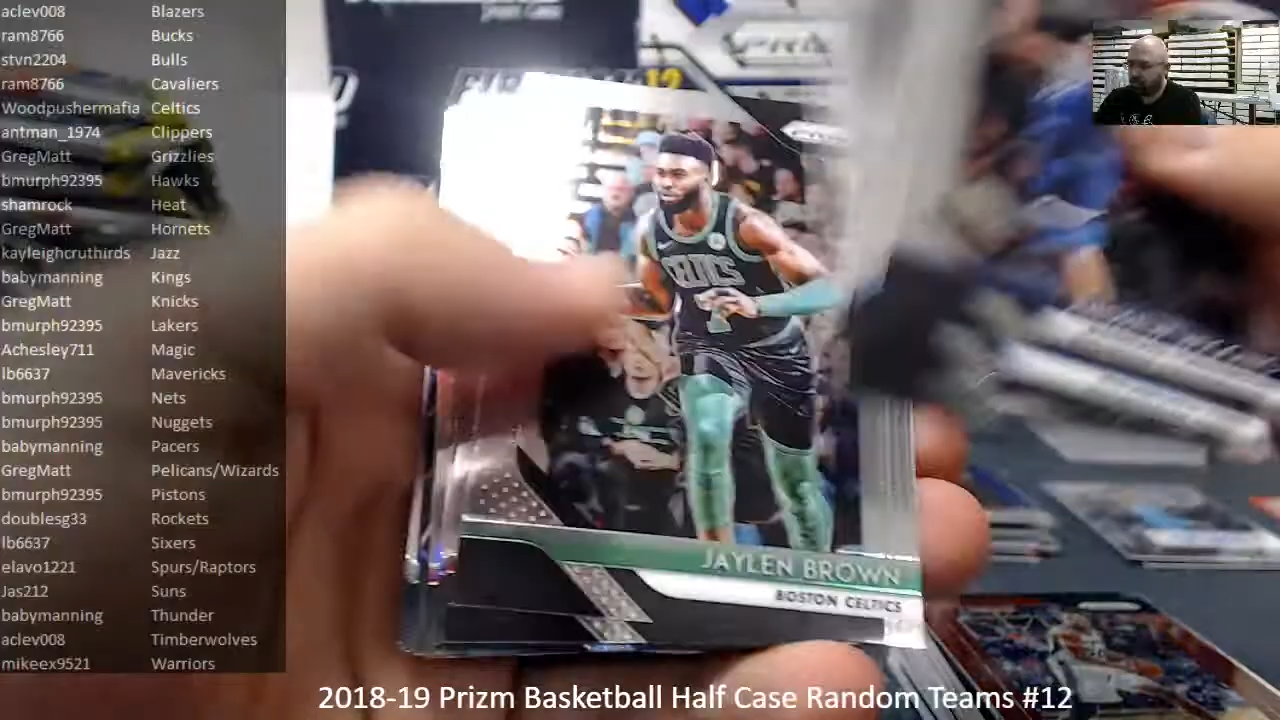 aclev008 Blazers
ram8766 Bucks
stvn2204 Bulls
ram8766 Cavaliers
Woodpushermafia Celtics
antman_1974 Clippers
GregMatt Grizzlies
bmurph92395 Hawks
shamrock Heat
GregMatt Hornets
kayleighcruthirds Jazz
babymanning Kings
GregMatt Knicks
bmurph92395 Lakers
Achesley711 Magic
lb6637 Mavericks
bmurph92395 Nets
bmurph92395 Nuggets
babymanning Pacers
GregMatt Pelicans/Wizards
bmurph92395 Pistons
doublesg33 Rockets
lb6637 Sixers
elavo1221 Spurs/Raptors
Jas212 Suns
babymanning Thunder
aclev008 Timberwolves
mikeex9521 Warriors
PRIZM
CELTICS
7
JAYLEN BROWN
BOSTON CELTICS
2018-19 Prizm Basketball Half Case Random Teams #12